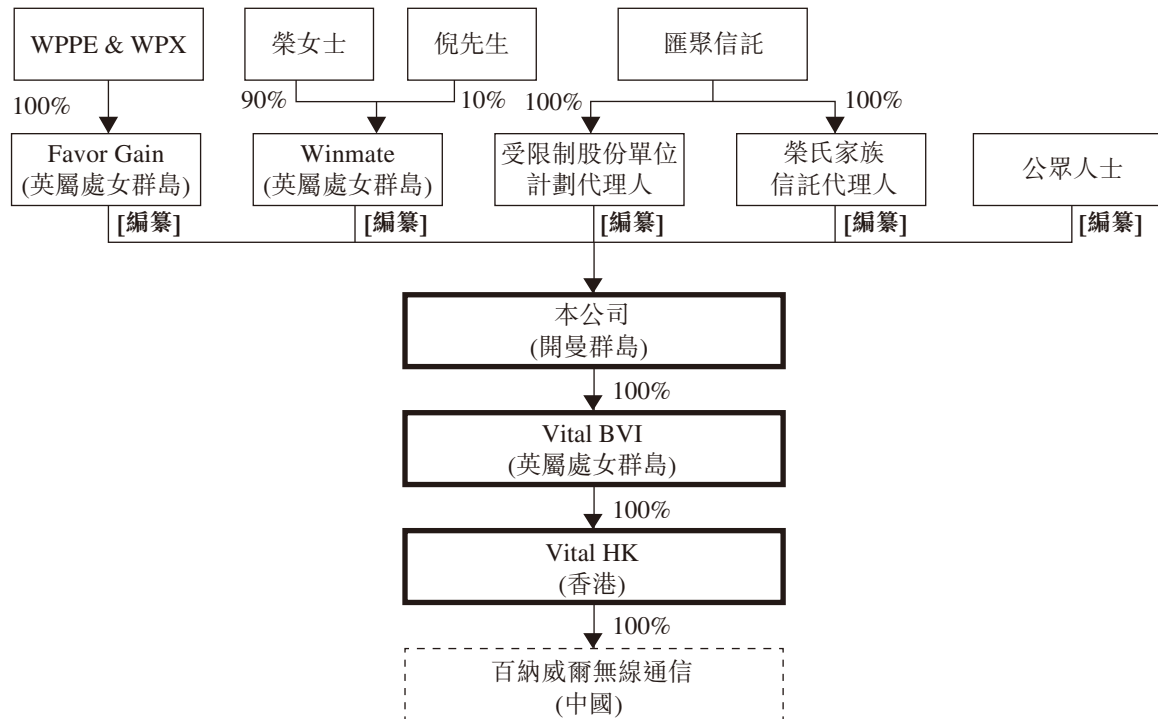 WPPE & WPX
榮女士
倪先生
匯聚信託
100%
90%
10%
100%
100%
Favor Gain
(英屬處女群島)
Winmate
(英屬處女群島)
受限制股份單位
計劃代理人
榮氏家族
信託代理人
公眾人士
[編纂]
[編纂]
[編纂]
[編纂]
[編纂]
本公司
(開曼群島)
100%
Vital BVI
(英屬處女群島)
100%
Vital HK
(香港)
100%
百納威爾無線通信
(中國)